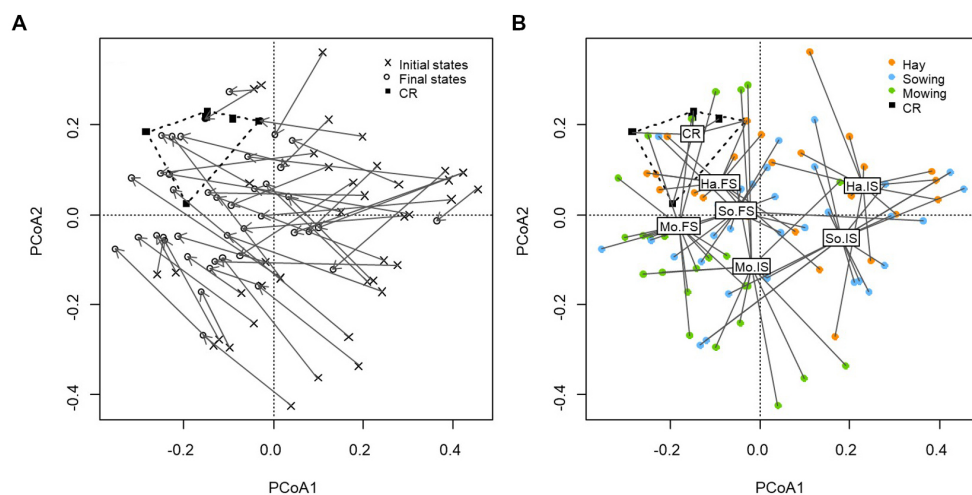 A
Initial states
Final states
CR
0.2
0.0
-0.2
-0.4
PCoA2
-0.2
0.0
0.2
0.4
PCoA1
B
Hay
Sowing
Mowing
CR
CR
Ha.FS
Ha.IS
So.FS
Mo.FS
So.IS
Mo.IS
0.2
0.0
-0.2
-0.4
PCoA2
-0.2
0.0
0.2
0.4
PCoA1